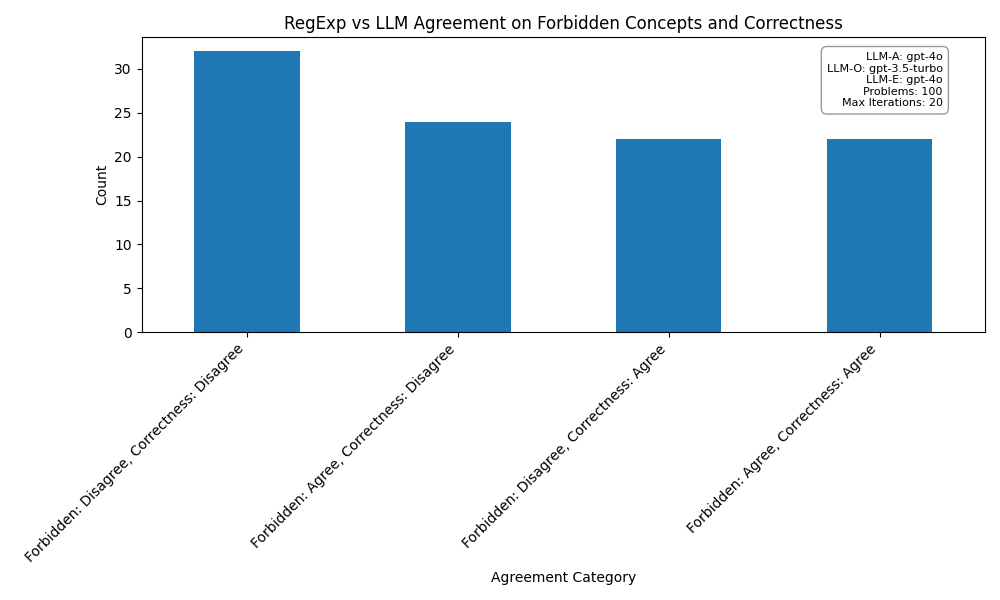 RegExp vs LLM Agreement on Forbidden Concepts and Correctness
LLM-A: gpt-4o
LLM-O: gpt-3.5-turbo
LLM-E: gpt-4o
Problems: 100
Max Iterations: 20
Count
30
25
20
15
10
5
0
Forbidden: Disagree, Correctness: Disagree
Forbidden: Agree, Correctness: Disagree
Forbidden: Disagree, Correctness: Agree
Forbidden: Agree, Correctness: Agree
Agreement Category